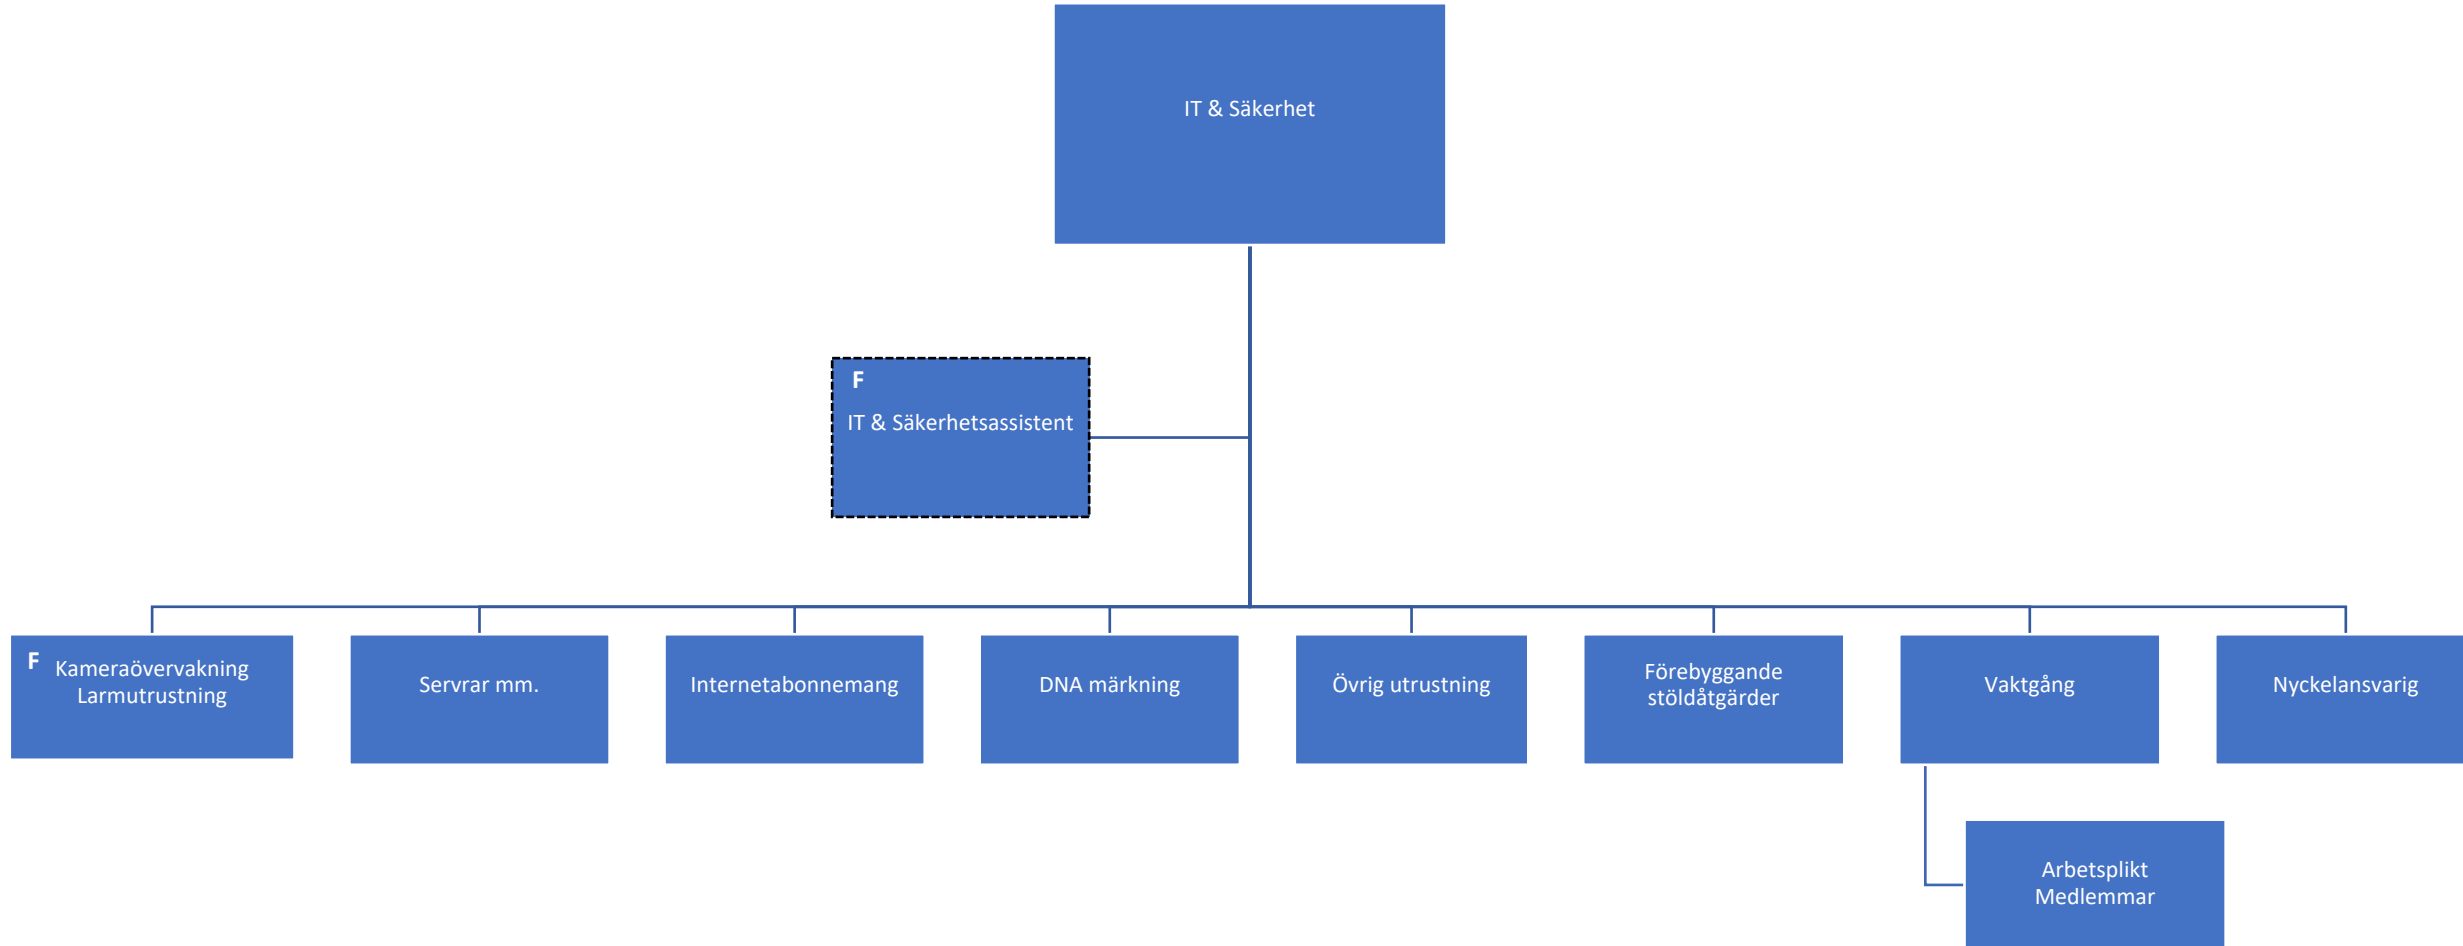 IT & Säkerhet
F
IT & Säkerhetsassistent
F
Kameraövervakning
Larmutrustning
Servrar mm.
Internetabonnemang
DNA märkning
Övrig utrustning
Förebyggande
stöldåtgärder
Vaktgång
Nyckelansvarig
Arbetsplikt
Medlemmar